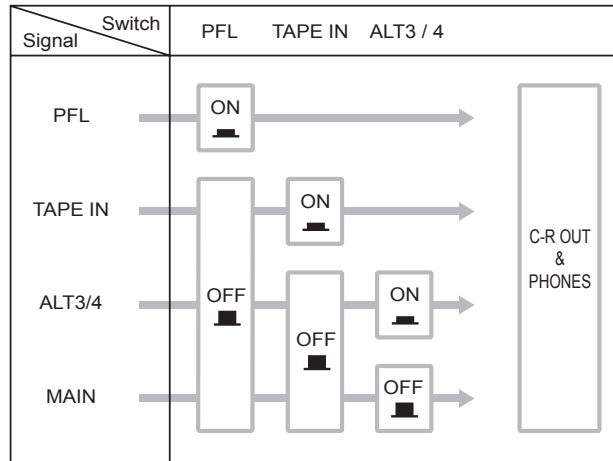 Switch
Signal
PFL TAPE IN ALT3 / 4
PFL
ON
TAPE IN
ON
C-R OUT
&
PHONES
ALT3/4
OFF
ON
OFF
MAIN
OFF